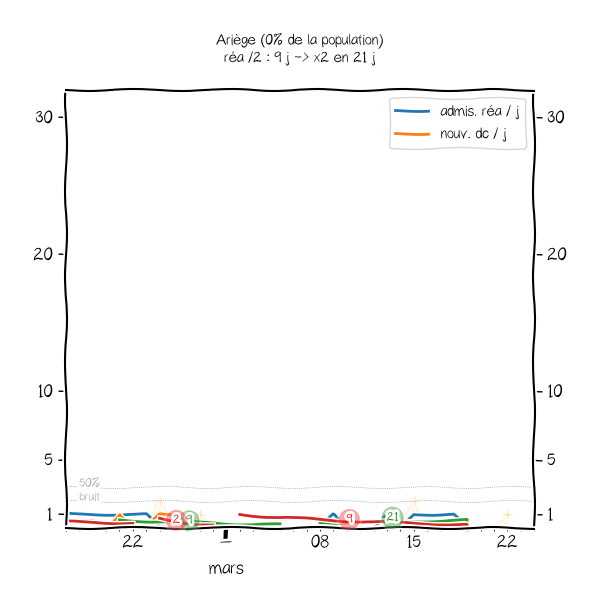 Ariège (0% de la population)
réa /2 : 9 j -> x2 en 21 j
admis. réa / j
nouv. dc / j
30 30
20 20
10 10
5 5
50%
bruit
1 2 9 9 21 1
22 1 08 15 22
mars